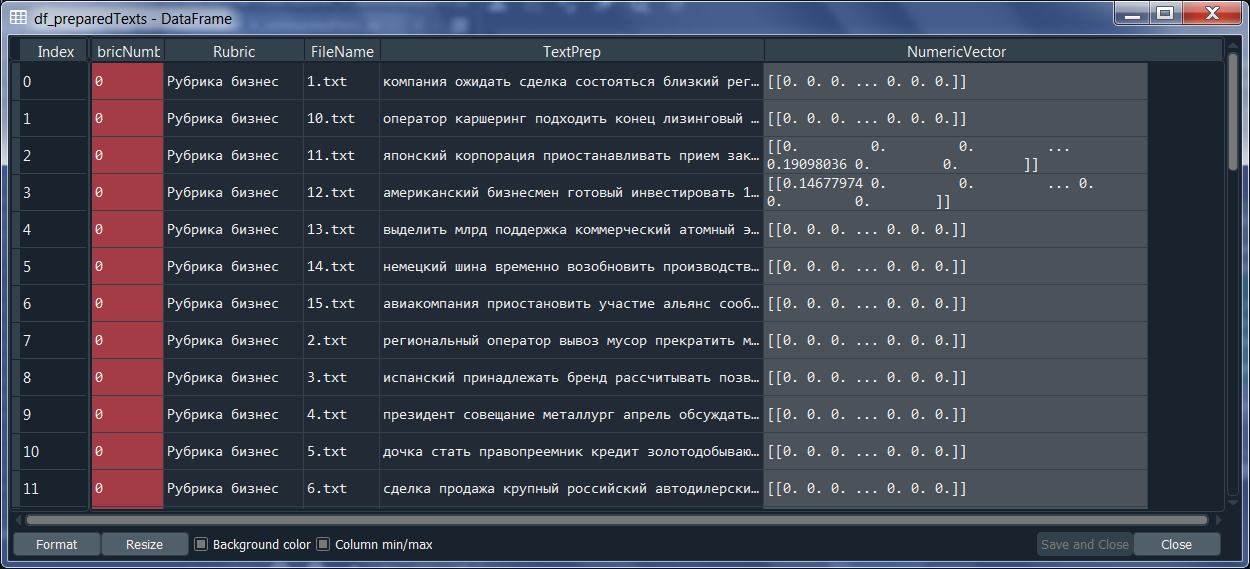 df_preparedTexts - DataFrame
Index bricNumb Rubric FileName TextPrep NumericVector
0 0 Рубрика бизнес 1.txt компания ожидать сделка состояться близкий рег… [[0. 0. 0. ... 0. 0. 0.]]
1 0 Рубрика бизнес 10.txt оператор каршеринг подходить конец лизинговый … [[0. 0. 0. ... 0. 0. 0.]]
2 0 Рубрика бизнес 11.txt японский корпорация приостанавливать прием зак… [[0. 0. 0. ...
0.19098036 0. 0. ]]
3 0 Рубрика бизнес 12.txt американский бизнесмен готовый инвестировать 1… [[0.14677974 0. 0. ... 0.
0. 0. ]]
4 0 Рубрика бизнес 13.txt выделить млрд поддержка коммерческий атомный э… [[0. 0. 0. ... 0. 0. 0.]]
5 0 Рубрика бизнес 14.txt немецкий шина временно возобновить производств… [[0. 0. 0. ... 0. 0. 0.]]
6 0 Рубрика бизнес 15.txt авиакомпания приостановить участие альянс сооб… [[0. 0. 0. ... 0. 0. 0.]]
7 0 Рубрика бизнес 2.txt региональный оператор вывоз мусор прекратить м… [[0. 0. 0. ... 0. 0. 0.]]
8 0 Рубрика бизнес 3.txt испанский принадлежать бренд рассчитывать позв… [[0. 0. 0. ... 0. 0. 0.]]
9 0 Рубрика бизнес 4.txt президент совещание металлург апрель обсуждать… [[0. 0. 0. ... 0. 0. 0.]]
10 0 Рубрика бизнес 5.txt дочка стать правопреемник кредит золотодобываю… [[0. 0. 0. ... 0. 0. 0.]]
11 0 Рубрика бизнес 6.txt сделка продажа крупный российский автодилерски… [[0. 0. 0. ... 0. 0. 0.]]
Format Resize Background color Column min/max Save and Close Close